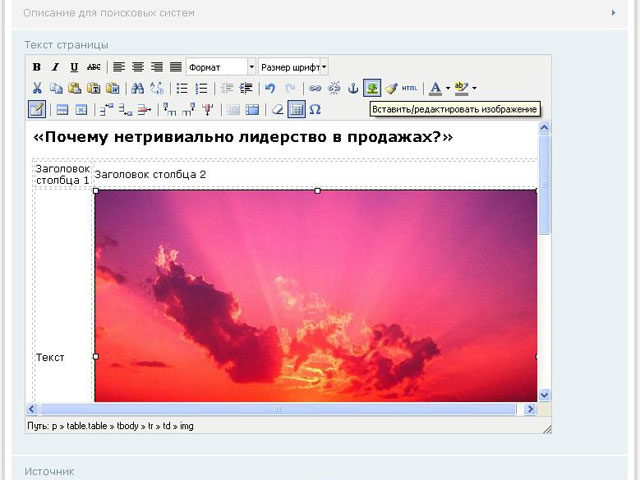 Описание для поисковых систем
Текст страницы
B I U ABC Формат Размер шрифт
HTML A ab
Вставить/редактировать изображение
«Почему нетривиально лидерство в продажах?»
Заголовок столбца 1
Заголовок столбца 2
Текст
Путь: p » table.table » tbody » tr » td » img
Источник